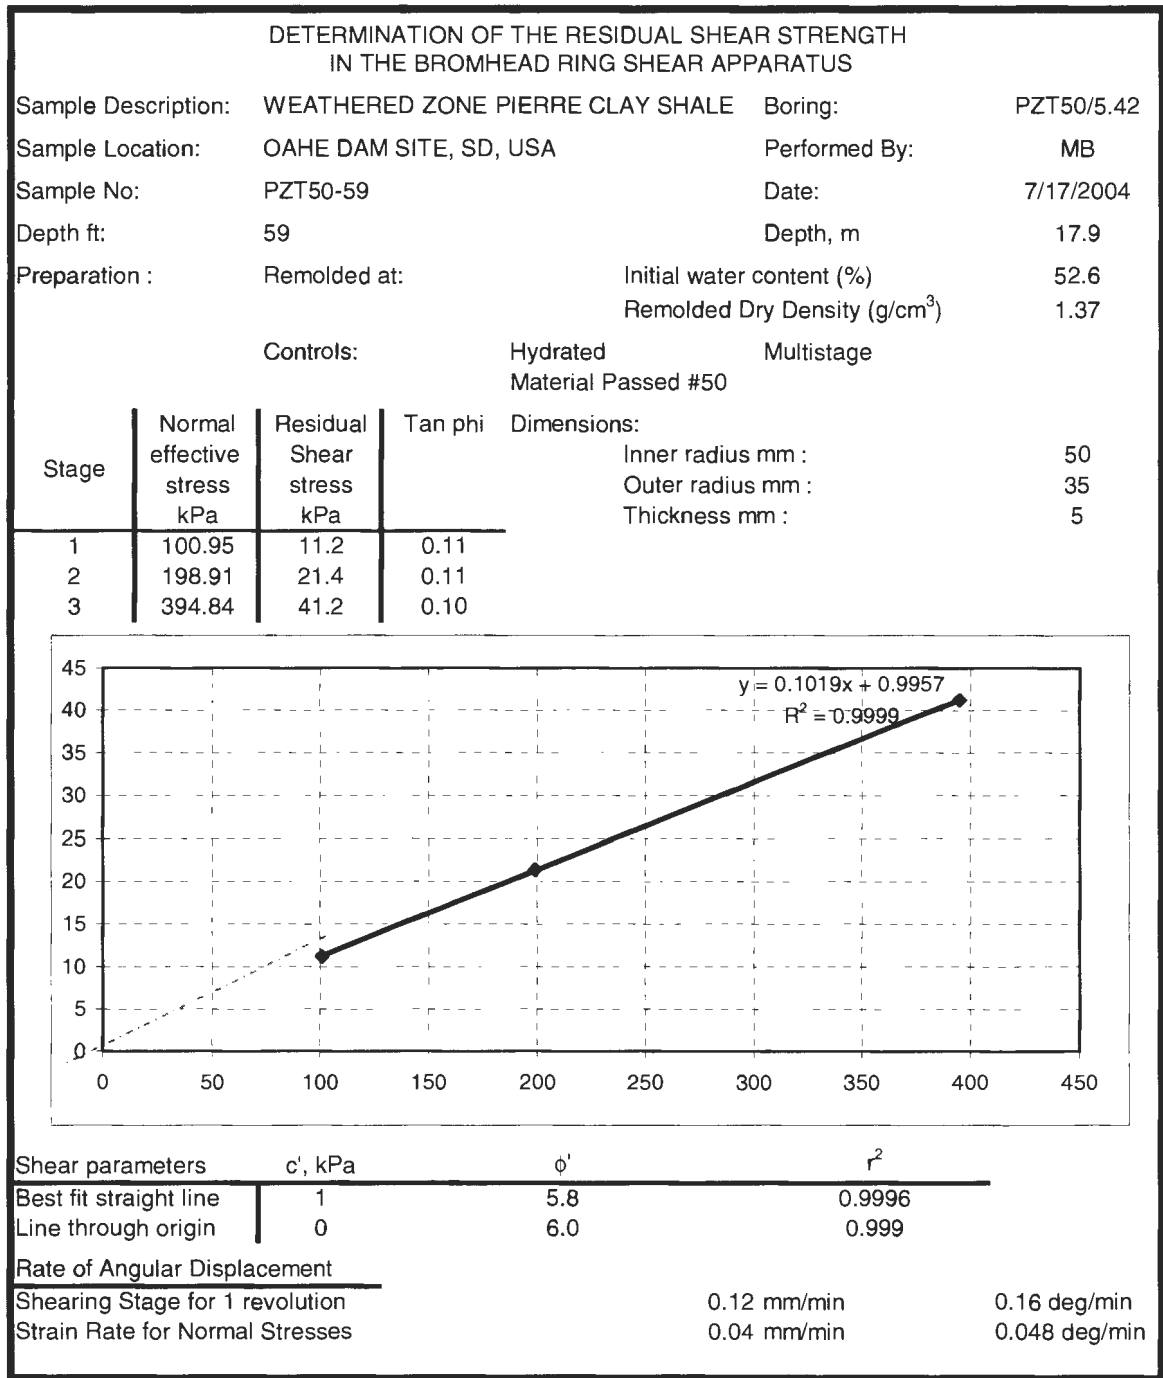 DETERMINATION OF THE RESIDUAL SHEAR STRENGTH
IN THE BROMHEAD RING SHEAR APPARATUS
Sample Description: WEATHERED ZONE PIERRE CLAY SHALE Boring: PZT50/5.42
Sample Location: OAHE DAM SITE, SD, USA Performed By: MB
Sample No: PZT50-59 Date: 7/17/2004
Depth ft: 59 Depth, m 17.9
Preparation : Remolded at: Initial water content (%) 52.6
Remolded Dry Density (g/cm³) 1.37
Controls: Hydrated Multistage
Material Passed #50
Stage Normal effective stress kPa Residual Shear stress kPa Tan phi
1 100.95 11.2 0.11
2 198.91 21.4 0.11
3 394.84 41.2 0.10
Dimensions:
Inner radius mm : 50
Outer radius mm : 35
Thickness mm : 5
y = 0.1019x + 0.9957
R² = 0.9999
45
40
35
30
25
20
15
10
5
0
0 50 100 150 200 250 300 350 400 450
Shear parameters c', kPa ϕ' r²
Best fit straight line 1 5.8 0.9996
Line through origin 0 6.0 0.999
Rate of Angular Displacement
Shearing Stage for 1 revolution 0.12 mm/min 0.16 deg/min
Strain Rate for Normal Stresses 0.04 mm/min 0.048 deg/min